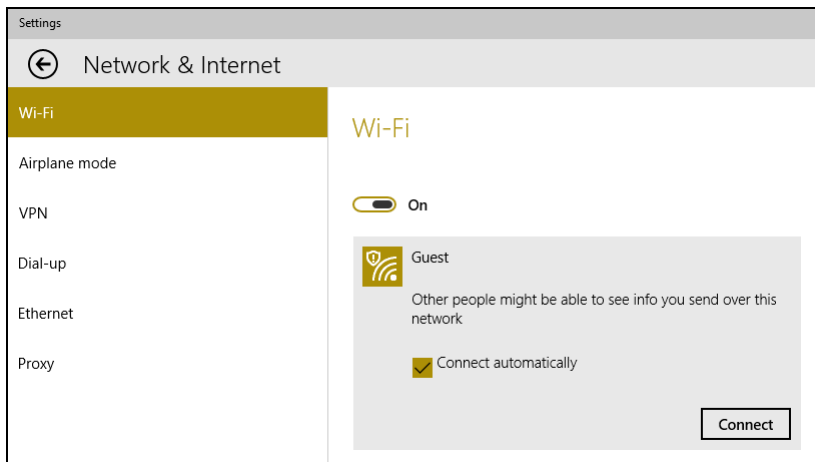 Settings
Network & Internet
Wi-Fi
Airplane mode
VPN
Dial-up
Ethernet
Proxy
Wi-Fi
On
Guest
Other people might be able to see info you send over this
network
Connect automatically
Connect